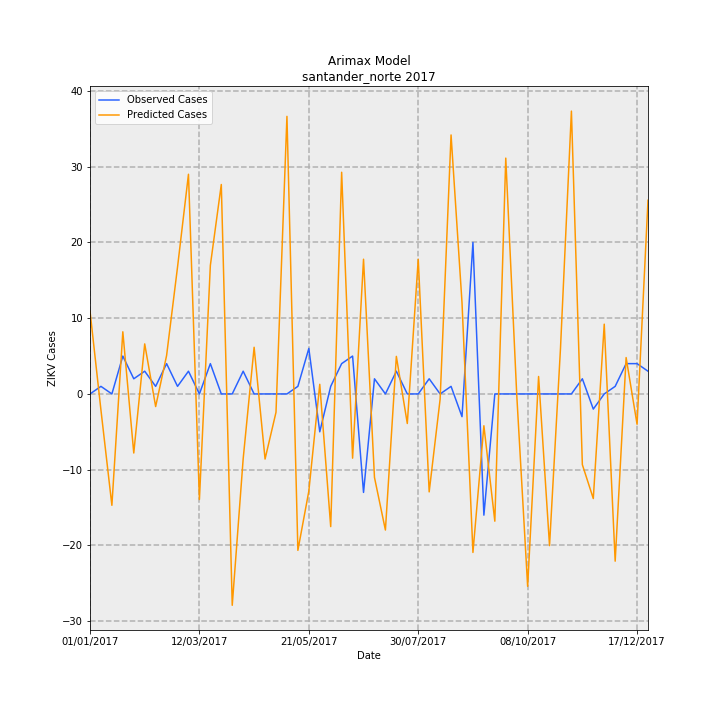 Arimax Model
santander_norte 2017
Observed Cases
Predicted Cases
40
30
20
10
0
−10
−20
−30
ZIKV Cases
01/01/2017 12/03/2017 21/05/2017 30/07/2017 08/10/2017 17/12/2017
Date